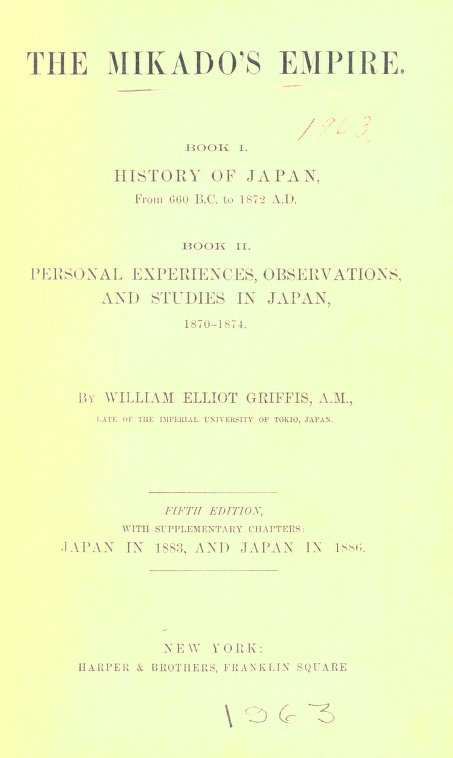 THE MIKADO'S EMPIRE.
1963,
BOOK I.
HISTORY OF JAPAN,
From 660 B.C. to 1872 A.D.
BOOK II.
PERSONAL EXPERIENCES, OBSERVATIONS,
AND STUDIES IN JAPAN,
1870–1874.
BY WILLIAM ELLIOT GRIFFIS, A.M.,
LATE OF THE IMPERIAL UNIVERSITY OF TOKIO, JAPAN.
FIFTH EDITION,
WITH SUPPLEMENTARY CHAPTERS:
JAPAN IN 1883, AND JAPAN IN 1886.
NEW YORK:
HARPER & BROTHERS, FRANKLIN SQUARE
1963